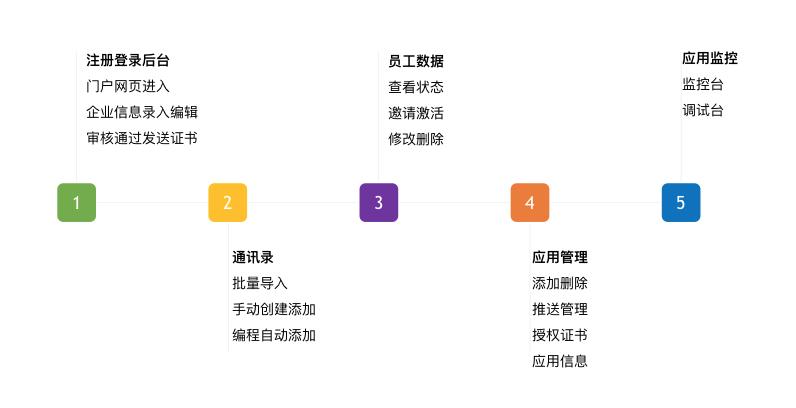 注册登录后台
门户网页进入
企业信息录入编辑
审核通过发送证书
员工数据
查看状态
邀请激活
修改删除
应用监控
监控台
调试台
1
2
3
4
5
通讯录
批量导入
手动创建添加
编程自动添加
应用管理
添加删除
推送管理
授权证书
应用信息